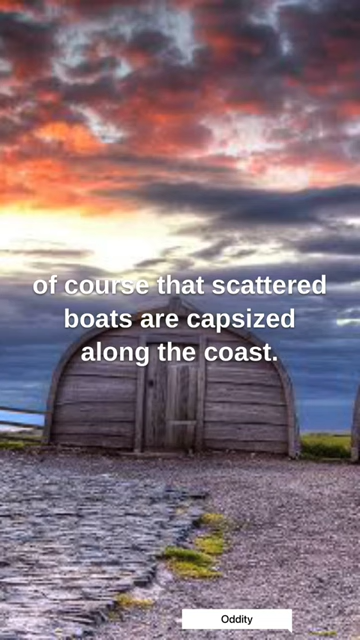 of course that scattered
boats are capsized
along the coast.
Oddity